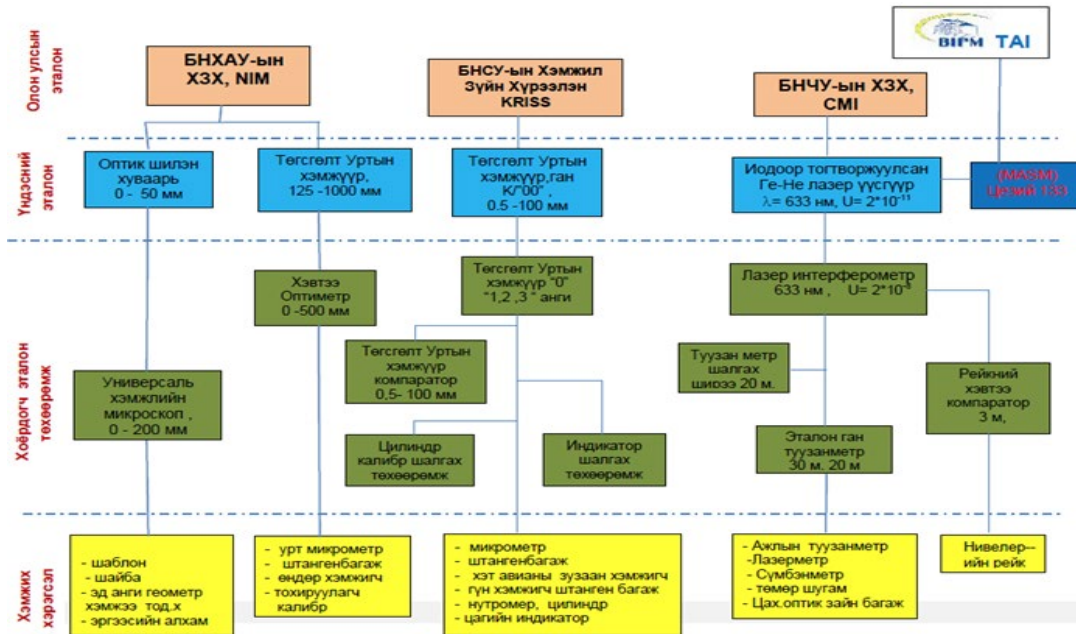 Олон улсын
эталон
БНХАУ-ын
ХЗХ, NIM
БНСУ-ын Хэмжил
Зүйн Хүрээлэн
KRISS
БНЧУ-ын ХЗХ,
CMI
BIPM TAI
Үндэсний
эталон
Оптик шилэн
хуваарь
0 - 50 мм
Төгсгөлт Уртын
хэмжүүр,
125 -1000 мм
Төгсгөлт Уртын
хэмжүүр,ган
К/"00" ,
0.5 -100 мм
Иодоор тогтворжуулсан
Ге-Не лазер үүсгүүр
λ= 633 нм, U= 2*10⁻¹¹
(MASM)
Цезий 133
Хоёрдогч эталон
төхөөрөмж
Универсаль
хэмжлийн
микроскоп ,
0 - 200 мм
Хэвтээ
Оптиметр
0 -500 мм
Төгсгөлт Уртын
хэмжүүр "0"
"1,2 ,3 " анги
Төгсгөлт Уртын
хэмжүүр
компаратор
0,5- 100 мм
Цилиндр
калибр шалгах
төхөөрөмж
Индикатор
шалгах
төхөөрөмж
Лазер интерферометр
633 нм , U= 2*10
Туузан метр
шалгах
ширээ 20 м.
Эталон ган
туузанметр
30 м. 20 м
Рейкний
хэвтээ
компаратор
3 м,
Хэмжих
хэрэгсэл
- шаблон
- шайба
- эд анги геометр
хэмжээ тод.х
- эргээсийн алхам
- урт микрометр
- штангенбагаж
- өндөр хэмжигч
- тохируулагч
калибр
- микрометр
- штангенбагаж
- хэт авианы зузаан хэмжигч
- гүн хэмжигч штанген багаж
- нутромер, цилиндр
- цагийн индикатор
- Ажлын туузанметр
-Лазерметр
- Сүмбэнметр
- төмөр шугам
- Цах.оптик зайн багаж
Нивелер--
ийн рейк